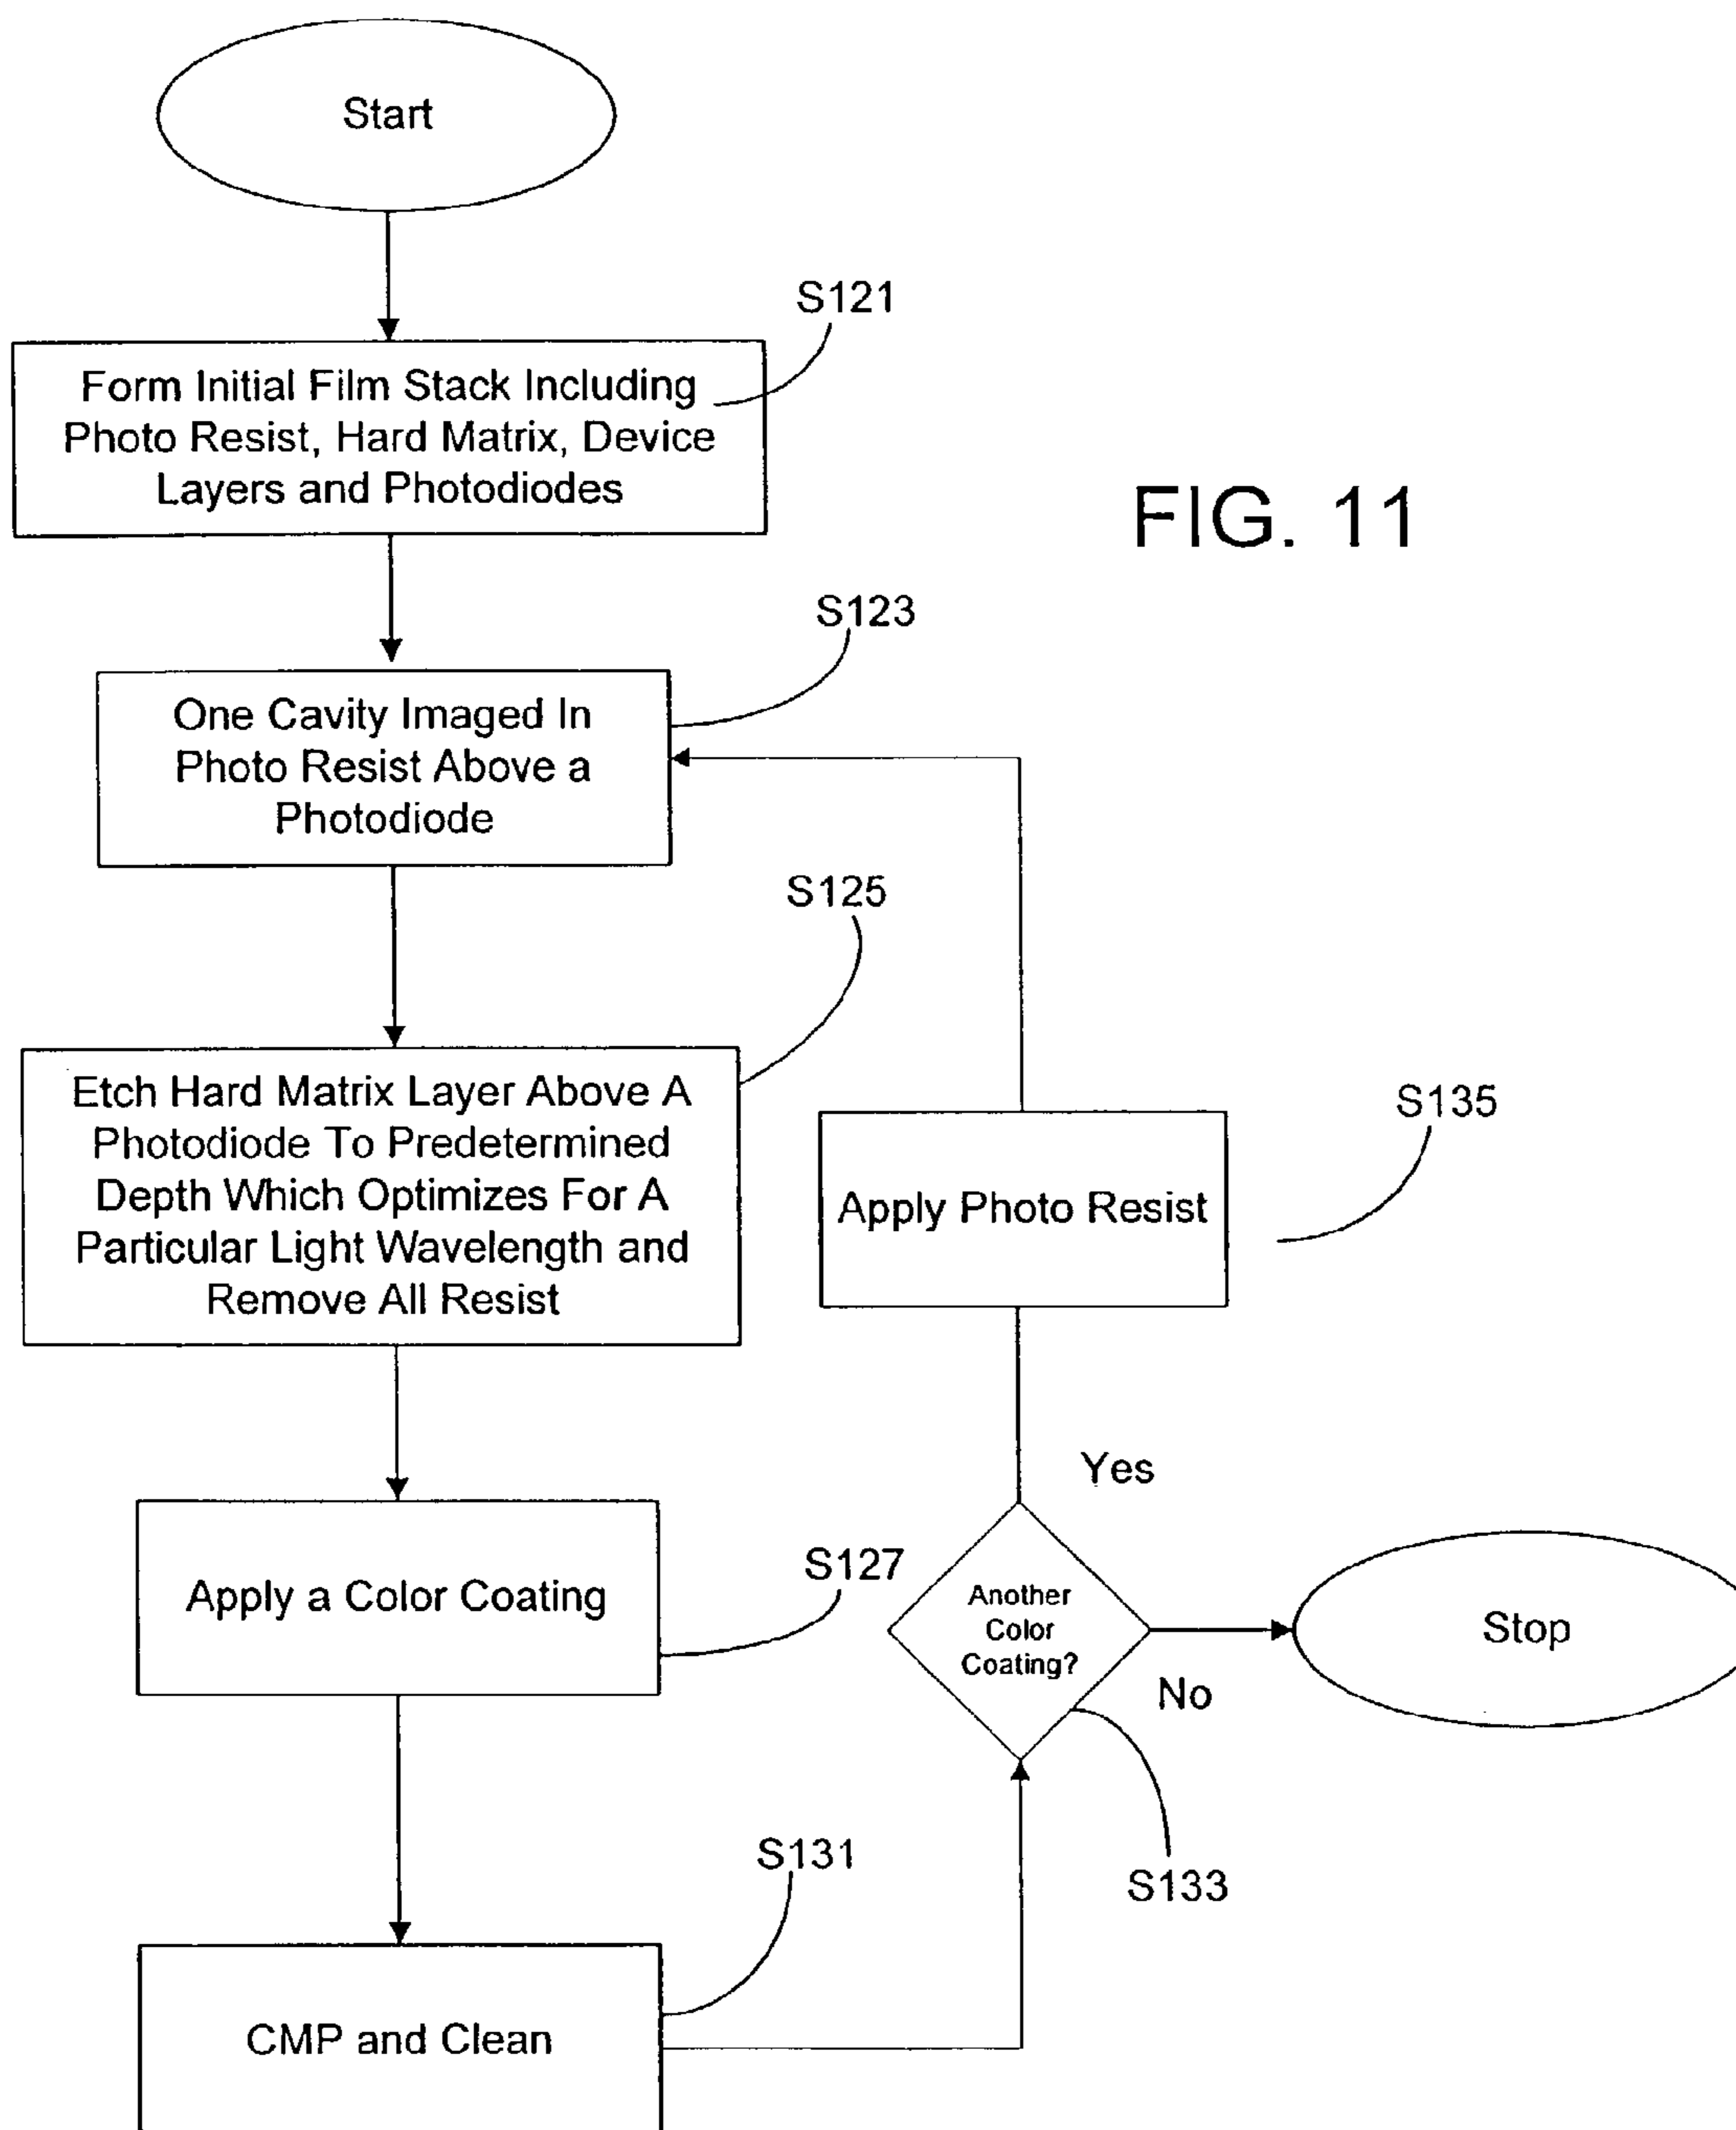 Start
S121
Form Initial Film Stack Including
Photo Resist, Hard Matrix, Device
Layers and Photodiodes
FIG. 11
S123
One Cavity Imaged In
Photo Resist Above a
Photodiode
S125
Etch Hard Matrix Layer Above A
Photodiode To Predetermined
Depth Which Optimizes For A
Particular Light Wavelength and
Remove All Resist
S135
Apply Photo Resist
Yes
S127
Apply a Color Coating
Another
Color
Coating?
Stop
No
S131
S133
CMP and Clean